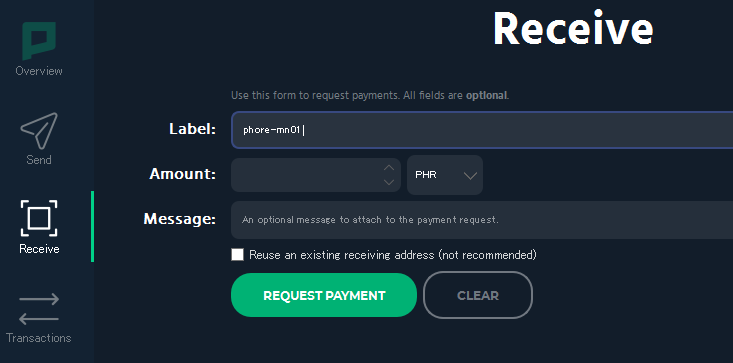 Receive
Overview
Use this form to request payments. All fields are optional.
Label: phore-mn01
Send
Amount: PHR
Message: An optional message to attach to the payment request.
Receive
Reuse an existing receiving address (not recommended)
REQUEST PAYMENT CLEAR
Transactions